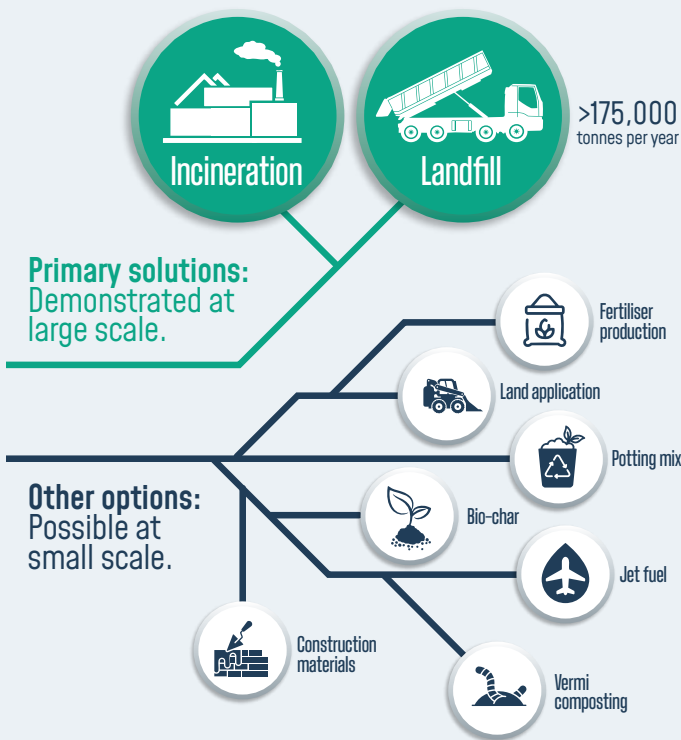 Incineration
Landfill
>175,000
tonnes per year
Primary solutions:
Demonstrated at
large scale.
Fertiliser
production
Land application
Potting mix
Other options:
Possible at
small scale.
Bio-char
Jet fuel
Construction
materials
Vermi
composting